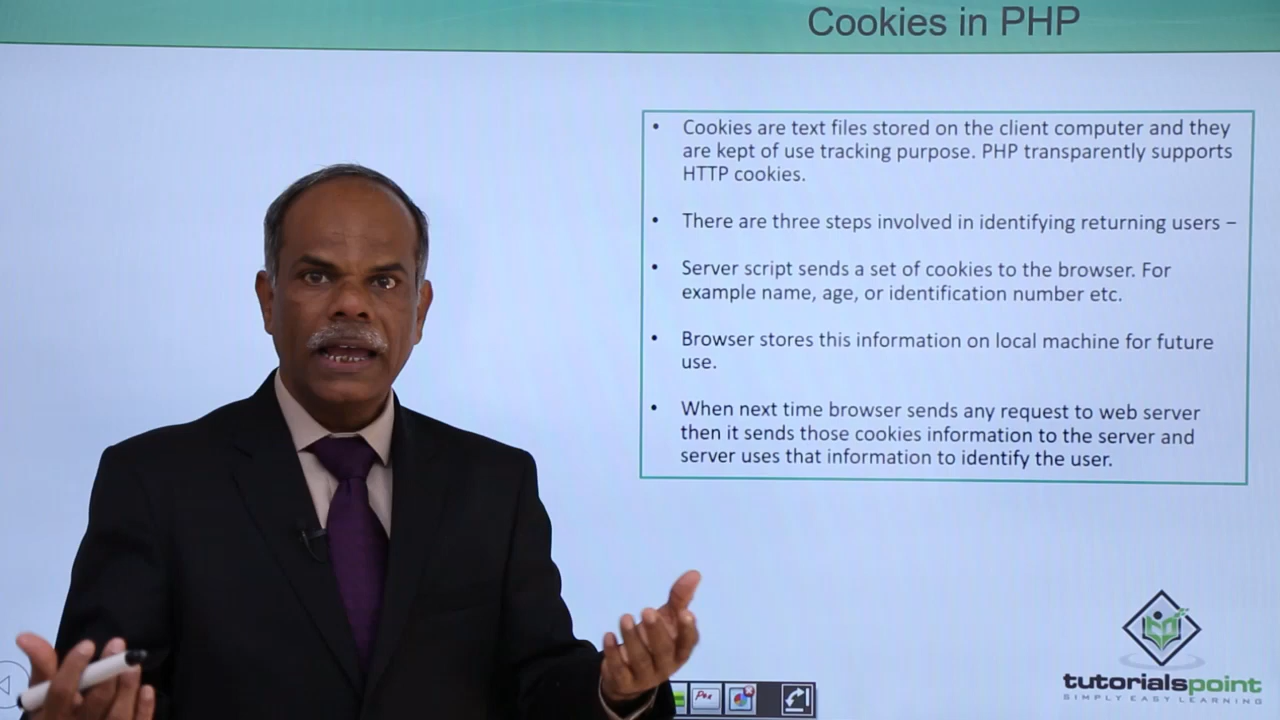 Cookies in PHP
• Cookies are text files stored on the client computer and they
are kept of use tracking purpose. PHP transparently supports
HTTP cookies.
• There are three steps involved in identifying returning users –
• Server script sends a set of cookies to the browser. For
example name, age, or identification number etc.
• Browser stores this information on local machine for future
use.
• When next time browser sends any request to web server
then it sends those cookies information to the server and
server uses that information to identify the user.
tutorialspoint
SIMPLY EASY LEARNING